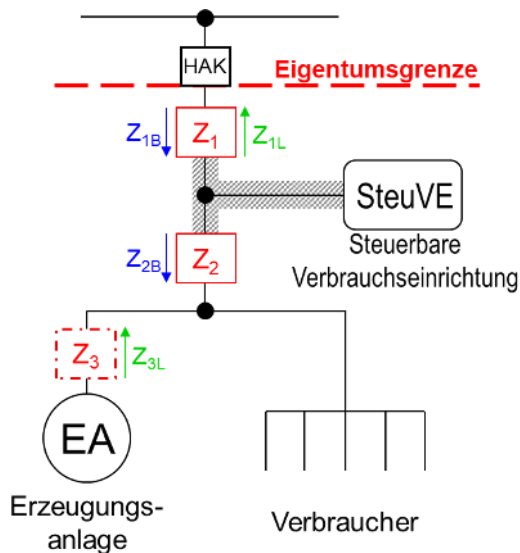 HAK
Eigentumsgrenze
Z1B
Z1
Z1L
SteuVE
Steuerbare
Verbrauchseinrichtung
Z2B
Z2
Z3
Z3L
EA
Erzeugungs-
anlage
Verbraucher